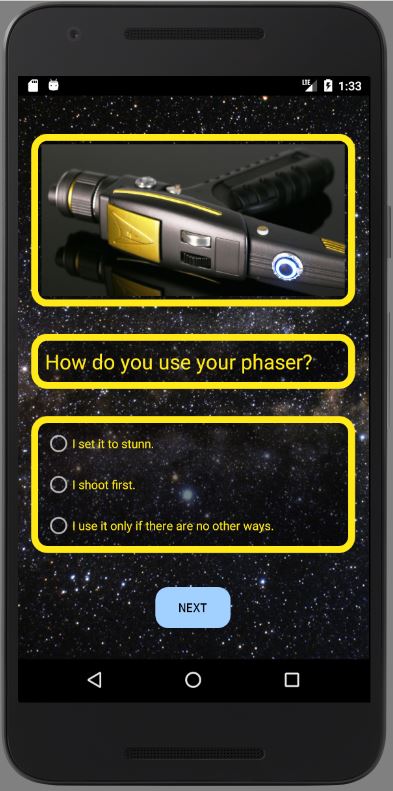 LTE 1:33
How do you use your phaser?
I set it to stunn.
I shoot first.
I use it only if there are no other ways.
NEXT